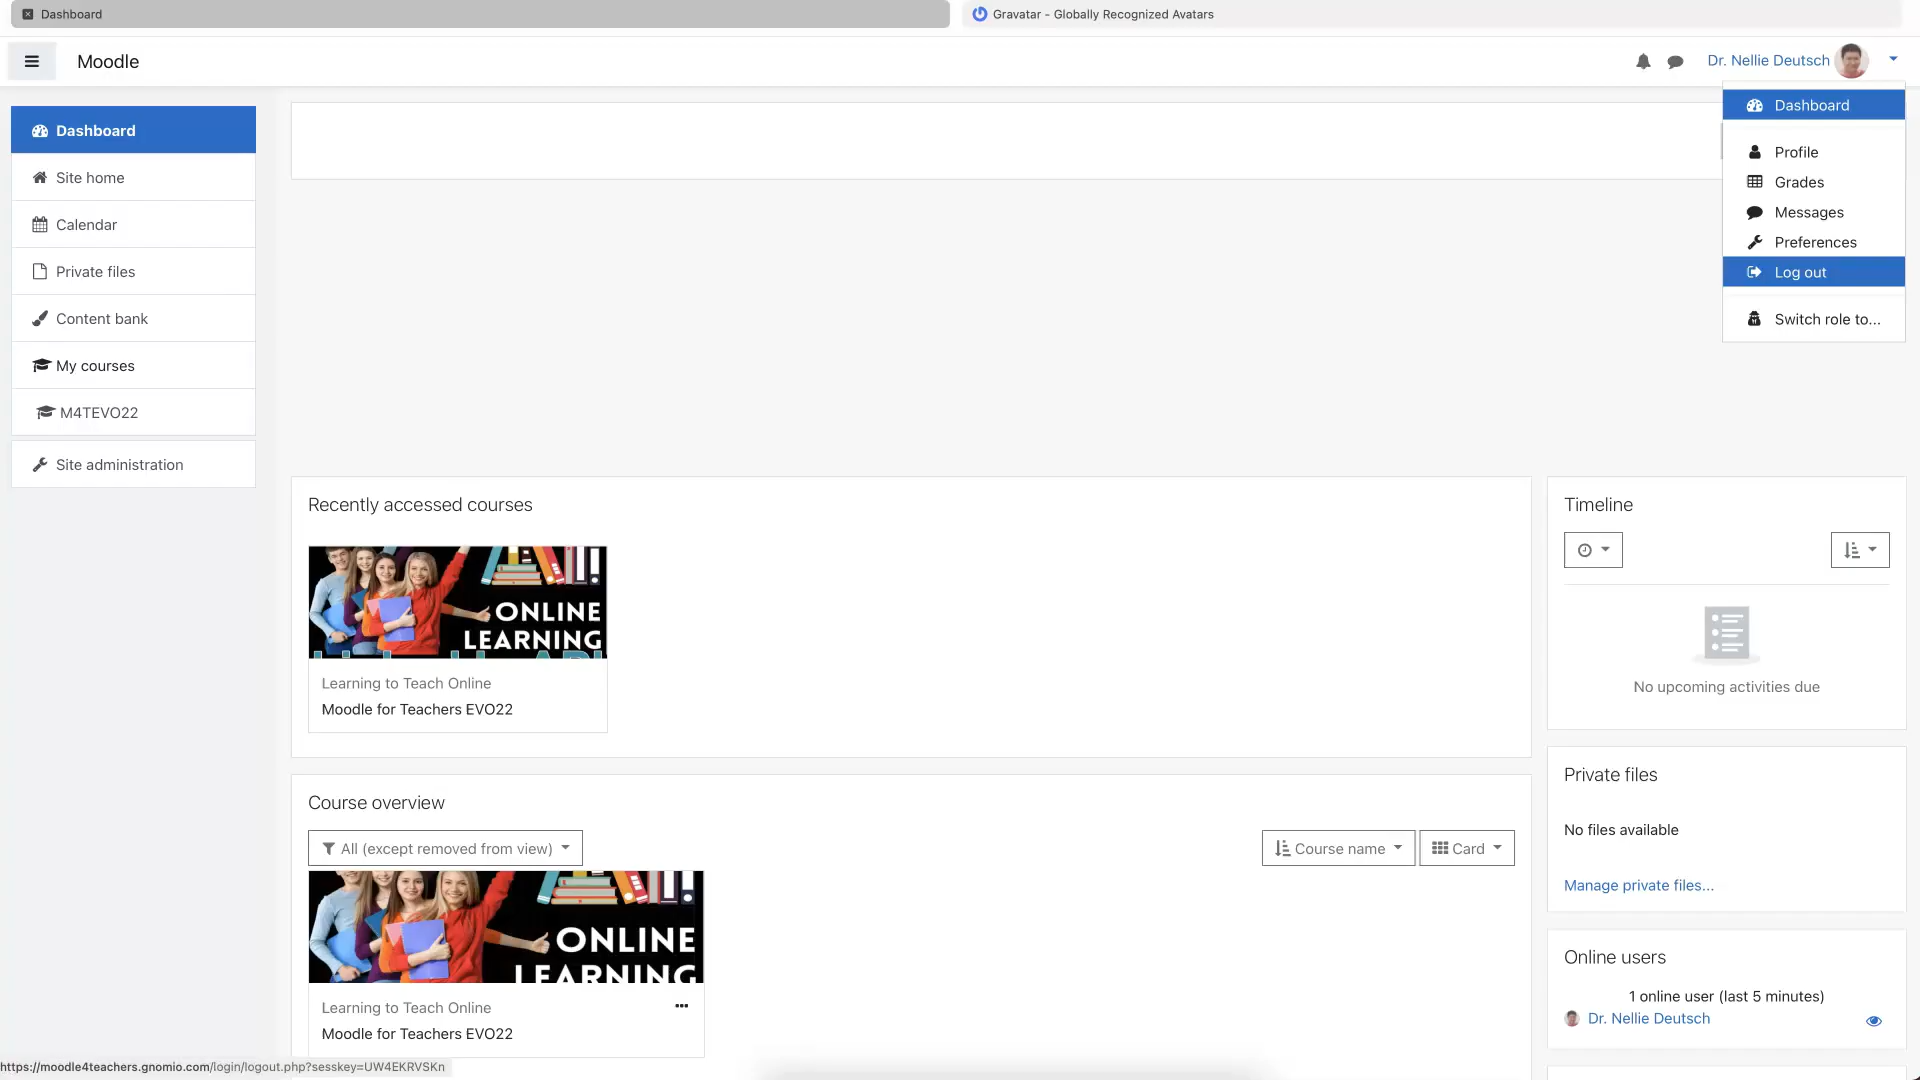 Dashboard
Gravatar - Globally Recognized Avatars
Moodle
Dr. Nellie Deutsch
Dashboard
Profile
Grades
Messages
Preferences
Log out
Switch role to...
Dashboard
Site home
Calendar
Private files
Content bank
My courses
M4TEVO22
Site administration
Recently accessed courses
ONLINE
LEARNING
Learning to Teach Online
Moodle for Teachers EVO22
Course overview
All (except removed from view)
Course name
Card
ONLINE
LEARNING
Learning to Teach Online
Moodle for Teachers EVO22
Timeline
No upcoming activities due
Private files
No files available
Manage private files...
Online users
1 online user (last 5 minutes)
Dr. Nellie Deutsch
https://moodle4teachers.gnomio.com/login/logout.php?sesskey=UW4EKRVSKn